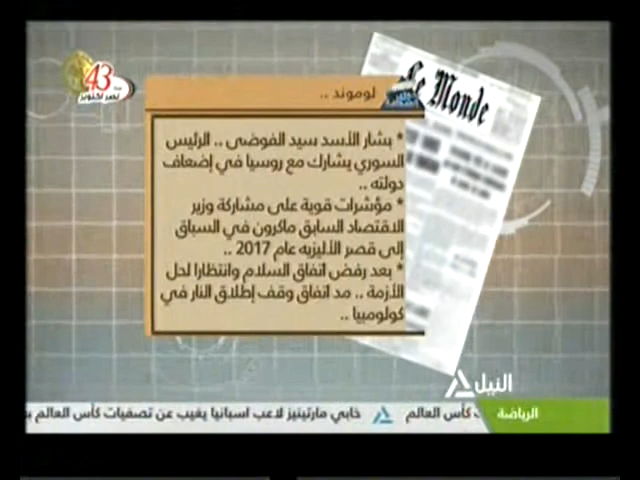 43
نصر أكتوبر
Le Monde
لوموند ..
* بشار الأسد سيد الفوضى .. الرئيس
السوري يشارك مع روسيا في إضعاف
دولته ..
* مؤشرات قوية على مشاركة وزير
الاقتصاد السابق ماكرون في السباق
إلى قصر الأليزيه عام 2017 ..
* بعد رفض اتفاق السلام وانتظارا لحل
الأزمة .. مد اتفاق وقف إطلاق النار في
كولومبيا ..
النيل
الرياضة
كأس العالم
خابي مارتينيز لاعب اسبانيا يغيب عن تصفيات كأس العالم